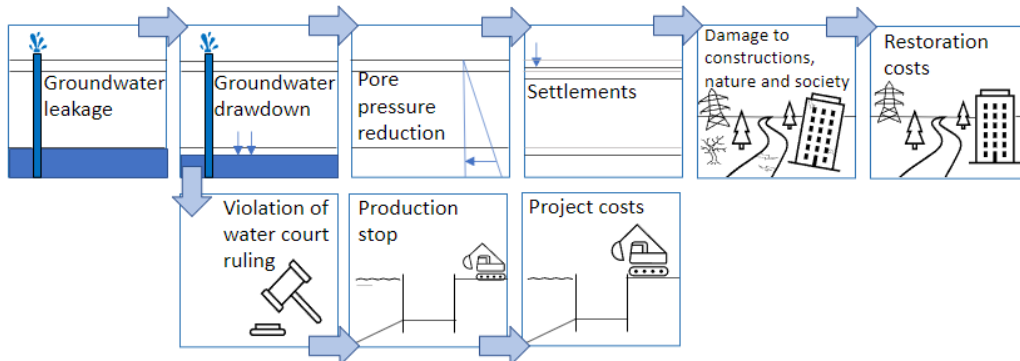 Groundwater
leakage
Groundwater
drawdown
Pore
pressure
reduction
Settlements
Damage to
constructions,
nature and society
Restoration
costs
Violation of
water court
ruling
Production
stop
Project costs